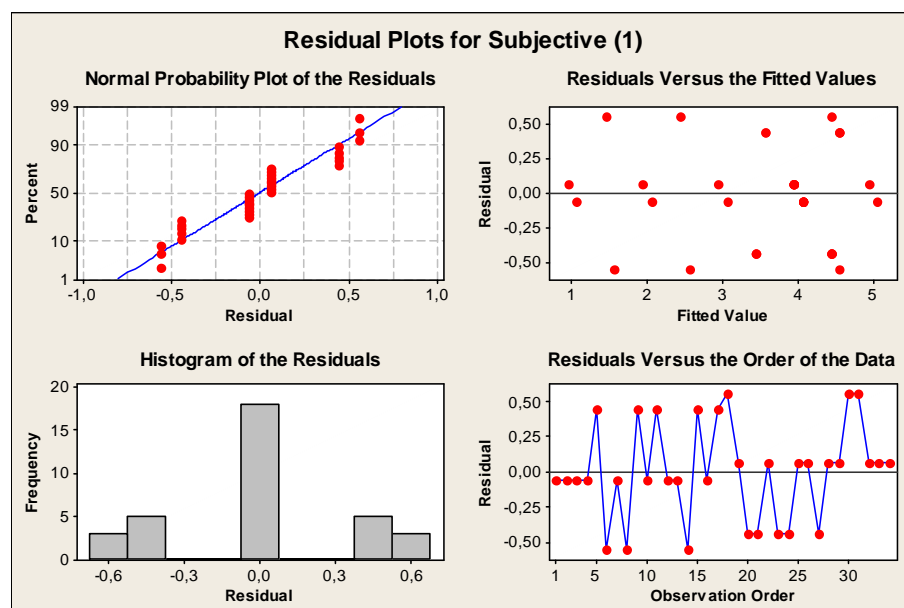 Residual Plots for Subjective (1)
Normal Probability Plot of the Residuals
99
90
50
10
1
Percent
-1,0 -0,5 0,0 0,5 1,0
Residual
Residuals Versus the Fitted Values
0,50
0,25
0,00
-0,25
-0,50
Residual
1 2 3 4 5
Fitted Value
Histogram of the Residuals
20
15
10
5
0
Frequency
-0,6 -0,3 0,0 0,3 0,6
Residual
Residuals Versus the Order of the Data
0,50
0,25
0,00
-0,25
-0,50
Residual
1 5 10 15 20 25 30
Observation Order